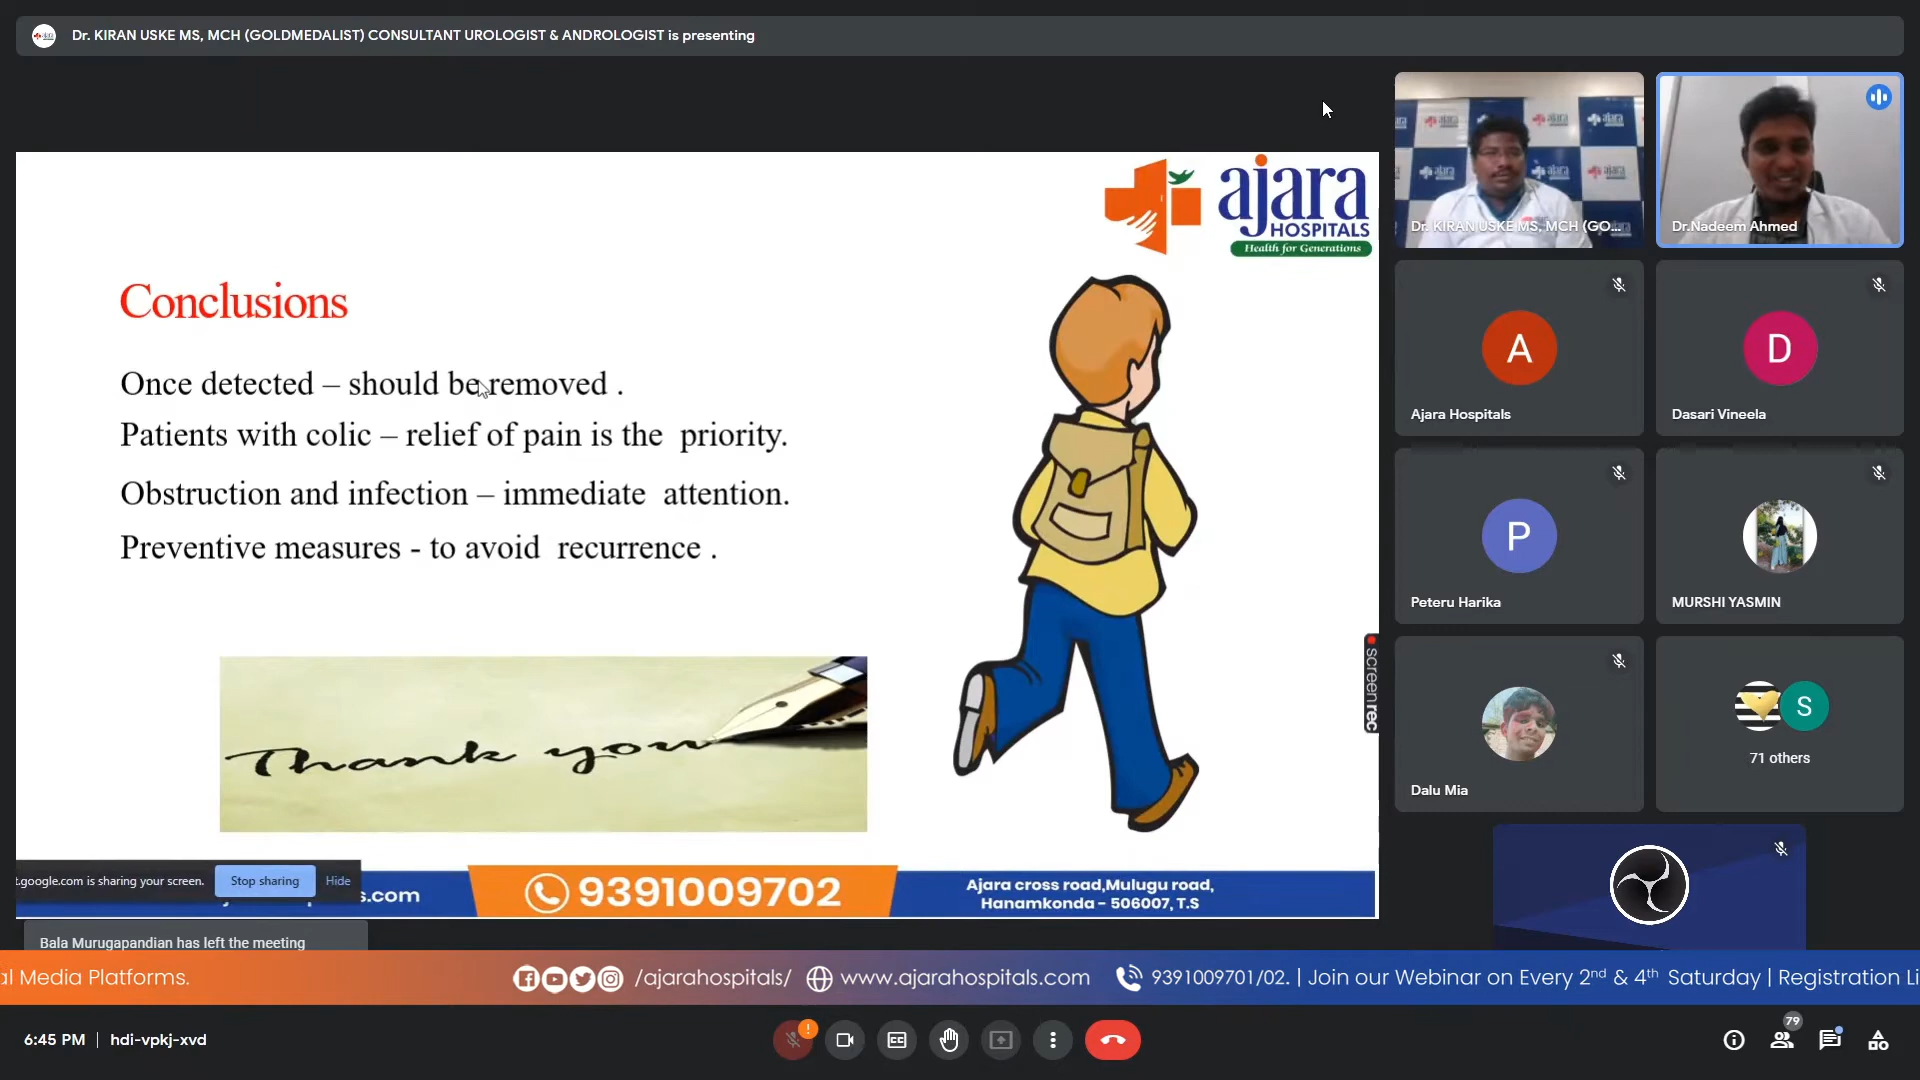 Dr. KIRAN USKE MS, MCH (GOLDMEDALIST) CONSULTANT UROLOGIST & ANDROLOGIST is presenting
ajara
HOSPITALS
Health for Generations
Conclusions
Once detected – should be removed .
Patients with colic – relief of pain is the priority.
Obstruction and infection – immediate attention.
Preventive measures - to avoid recurrence .
Thank you
screenrec
t.google.com is sharing your screen.
Stop sharing
Hide
s.com
9391009702
Ajara cross road,Mulugu road,
Hanamkonda - 506007, T.S
Bala Murugapandian has left the meeting
Dr. KIRAN USKE MS, MCH (GO...
Dr.Nadeem Ahmed
A
Ajara Hospitals
D
Dasari Vineela
P
Peteru Harika
MURSHI YASMIN
Dalu Mia
S
71 others
al Media Platforms.
/ajarahospitals/
www.ajarahospitals.com
9391009701/02. | Join our Webinar on Every 2nd & 4th Saturday | Registration Li
6:45 PM | hdi-vpkj-xvd
79